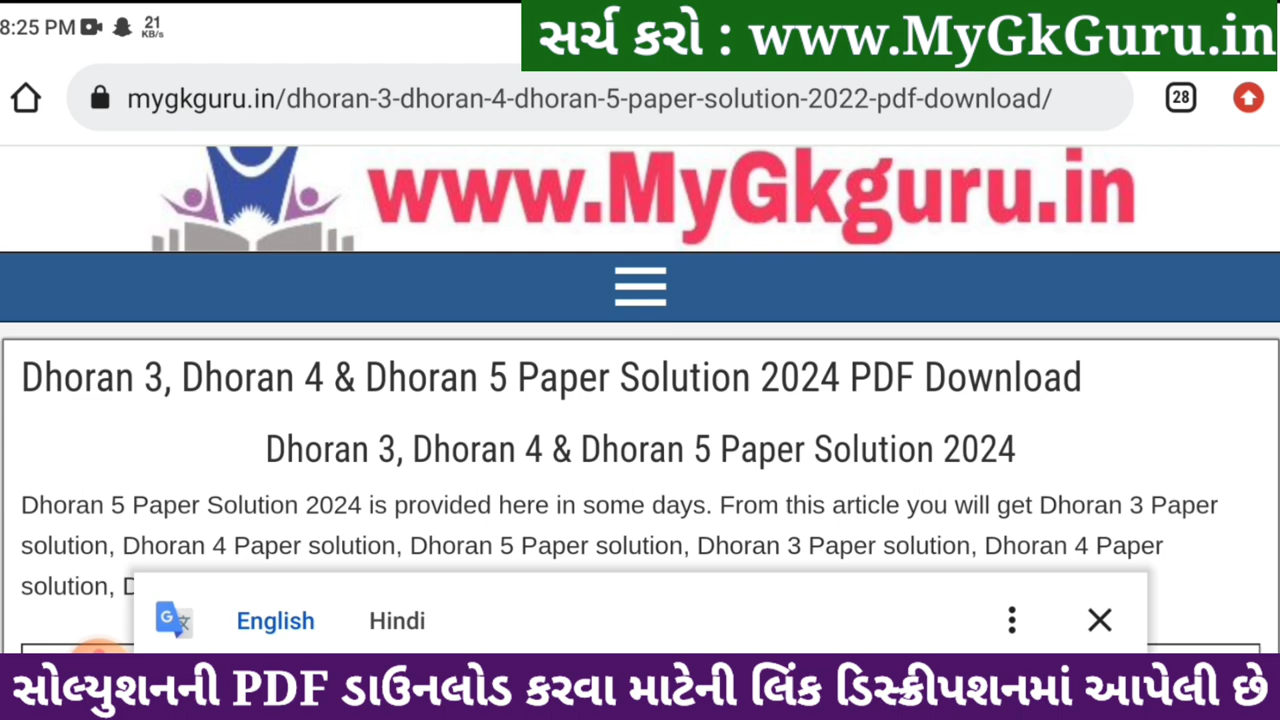 8:25 PM 21 KB/s
સર્ચ કરો : www.MyGkGuru.in
mygkguru.in/dhoran-3-dhoran-4-dhoran-5-paper-solution-2022-pdf-download/ 28
www.MyGkguru.in
Dhoran 3, Dhoran 4 & Dhoran 5 Paper Solution 2024 PDF Download
Dhoran 3, Dhoran 4 & Dhoran 5 Paper Solution 2024
Dhoran 5 Paper Solution 2024 is provided here in some days. From this article you will get Dhoran 3 Paper
solution, Dhoran 4 Paper solution, Dhoran 5 Paper solution, Dhoran 3 Paper solution, Dhoran 4 Paper
solution,
English Hindi
સોલ્યુશનની PDF ડાઉનલોડ કરવા માટેની લિંક ડિસ્ક્રીપશનમાં આપેલી છે